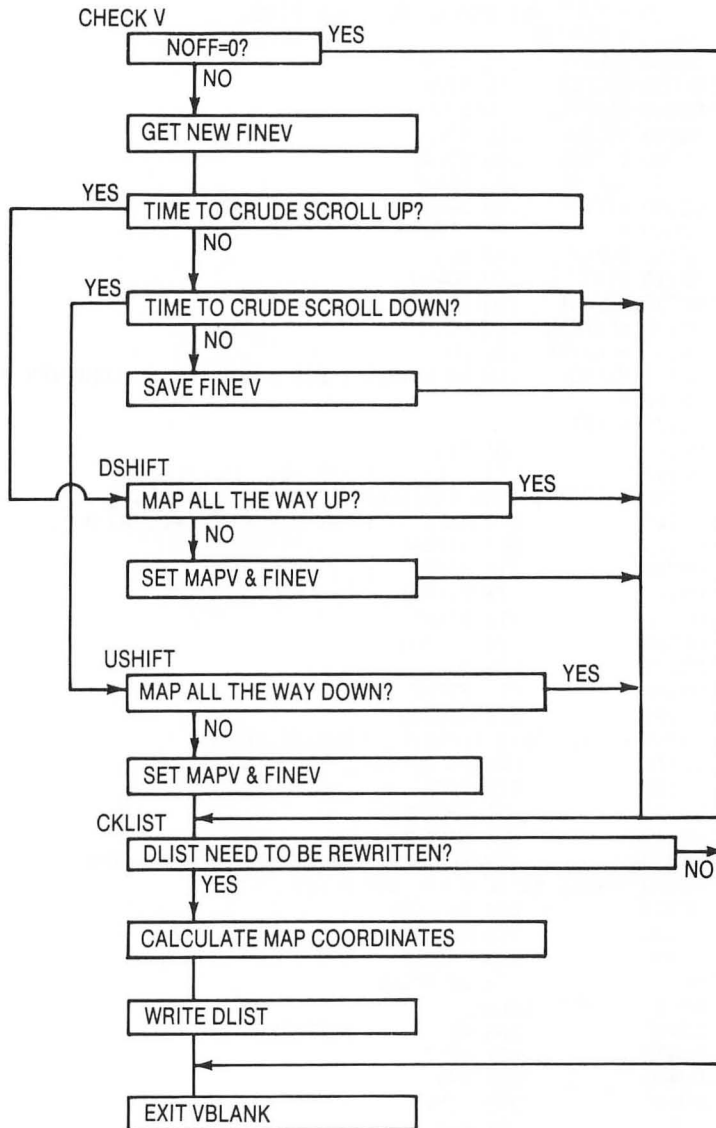 CHECK V
NOFF=0?
YES
NO
GET NEW FINEV
YES
TIME TO CRUDE SCROLL UP?
NO
YES
TIME TO CRUDE SCROLL DOWN?
NO
SAVE FINE V
DSHIFT
MAP ALL THE WAY UP?
YES
NO
SET MAPV & FINEV
USHIFT
MAP ALL THE WAY DOWN?
YES
NO
SET MAPV & FINEV
CKLIST
DLIST NEED TO BE REWRITTEN?
NO
YES
CALCULATE MAP COORDINATES
WRITE DLIST
EXIT VBLANK